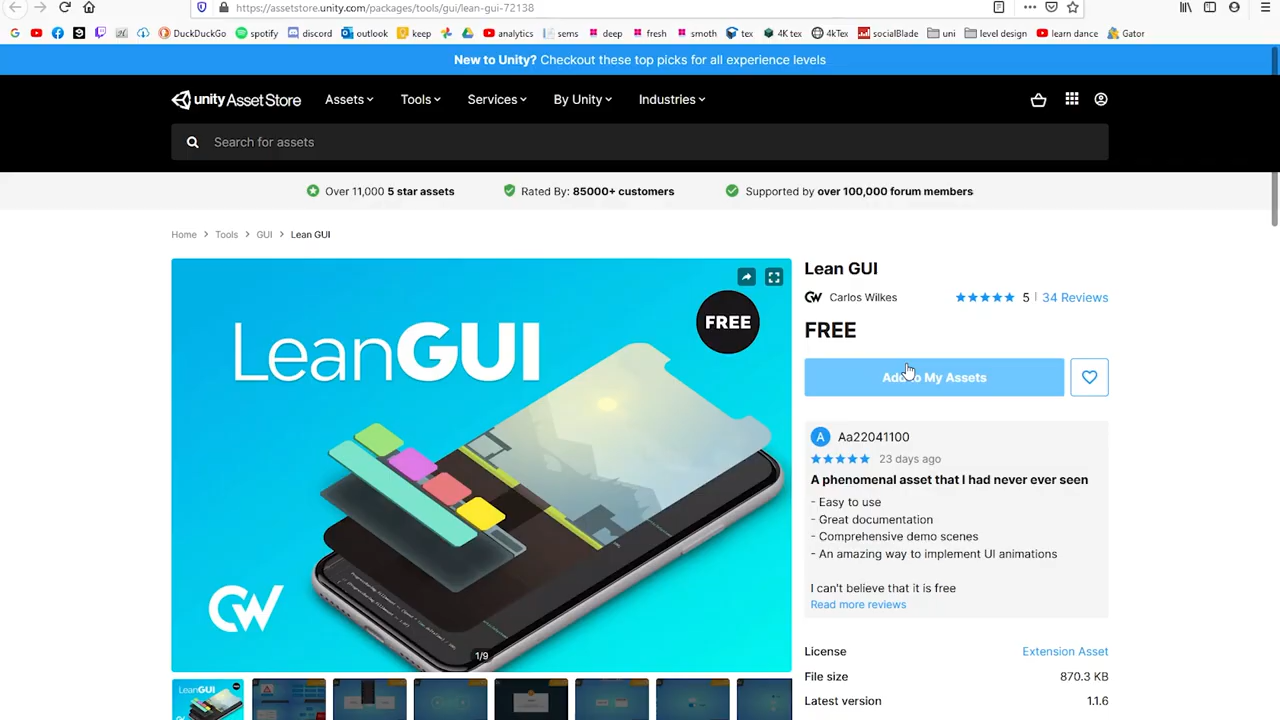 https://assetstore.unity.com/packages/tools/gui/lean-gui-72138
DuckDuckGo spotify discord outlook keep analytics sems deep fresh smoth tex 4K tex 4kTex socialBlade uni level design learn dance Gator
New to Unity? Checkout these top picks for all experience levels
unity Asset Store Assets Tools Services By Unity Industries
Search for assets
Over 11,000 5 star assets Rated By: 85000+ customers Supported by over 100,000 forum members
Home > Tools > GUI > Lean GUI
LeanGUI
FREE
GW
1/9
Lean GUI
GW Carlos Wilkes 5 | 34 Reviews
FREE
Add to My Assets
A Aa22041100
23 days ago
A phenomenal asset that I had never ever seen
- Easy to use
- Great documentation
- Comprehensive demo scenes
- An amazing way to implement UI animations
I can't believe that it is free
Read more reviews
License Extension Asset
File size 870.3 KB
Latest version 1.1.6
LeanGUI